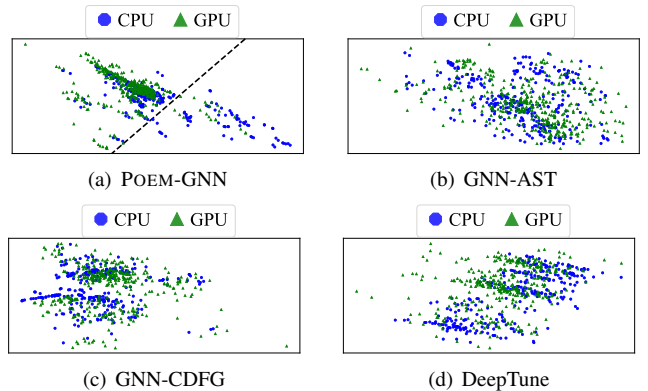 CPU GPU
CPU GPU
(a) POEM-GNN
(b) GNN-AST
CPU GPU
CPU GPU
(c) GNN-CDFG
(d) DeepTune